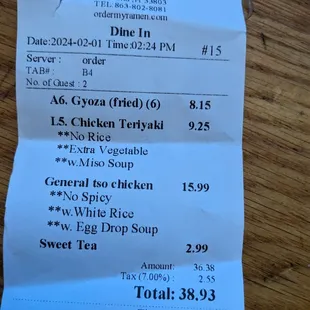 33803
TEL 863-802-8081
ordermyramen.com
Dine In
Date:2024-02-01 Time:02:24 PM #15
Server : order
TAB# : B4
No. of Guest : 2
A6. Gyoza (fried) (6) 8.15
L5. Chicken Teriyaki 9.25
**No Rice
**Extra Vegetable
**w.Miso Soup
General tso chicken 15.99
**No Spicy
**w.White Rice
**w. Egg Drop Soup
Sweet Tea 2.99
Amount: 36.38
Tax (7.00%) : 2.55
Total: 38.93